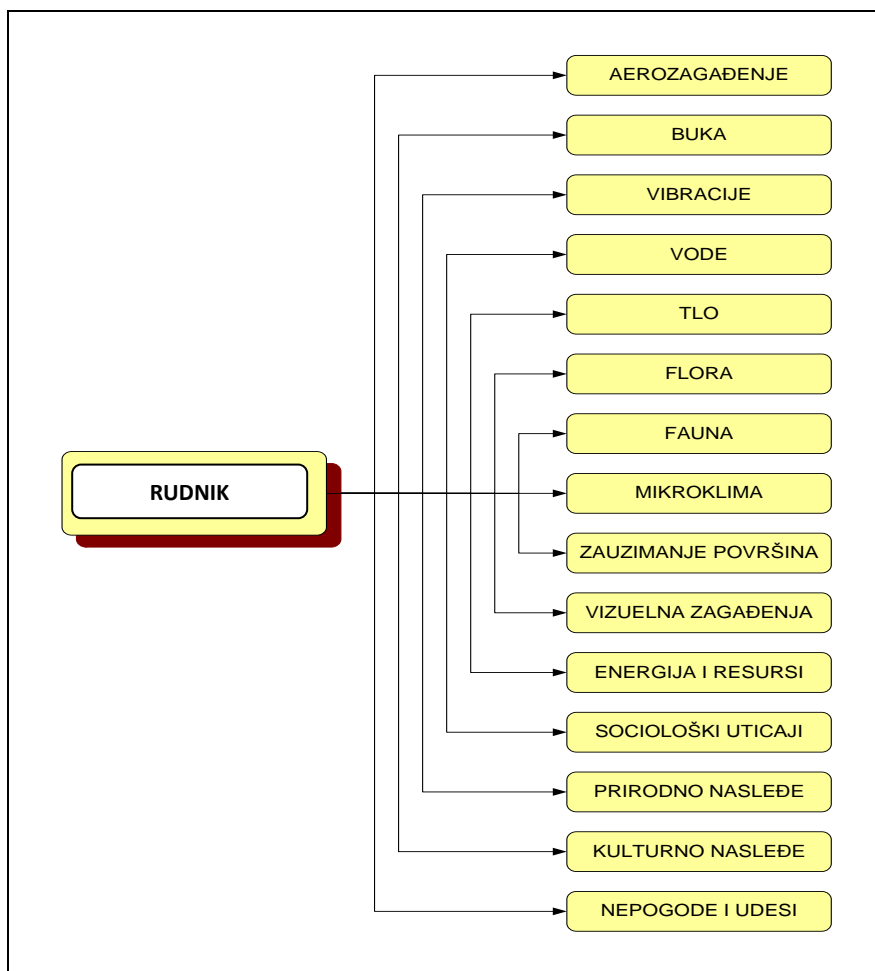 AEROZAGAĐENJE
BUKA
VIBRACIJE
VODE
TLO
FLORA
FAUNA
RUDNIK
MIKROKLIMA
ZAUZIMANJE POVRŠINA
VIZUELNA ZAGAĐENJA
ENERGIJA I RESURSI
SOCIOLOŠKI UTICAJI
PRIRODNO NASLEĐE
KULTURNO NASLEĐE
NEPOGODE I UDESI